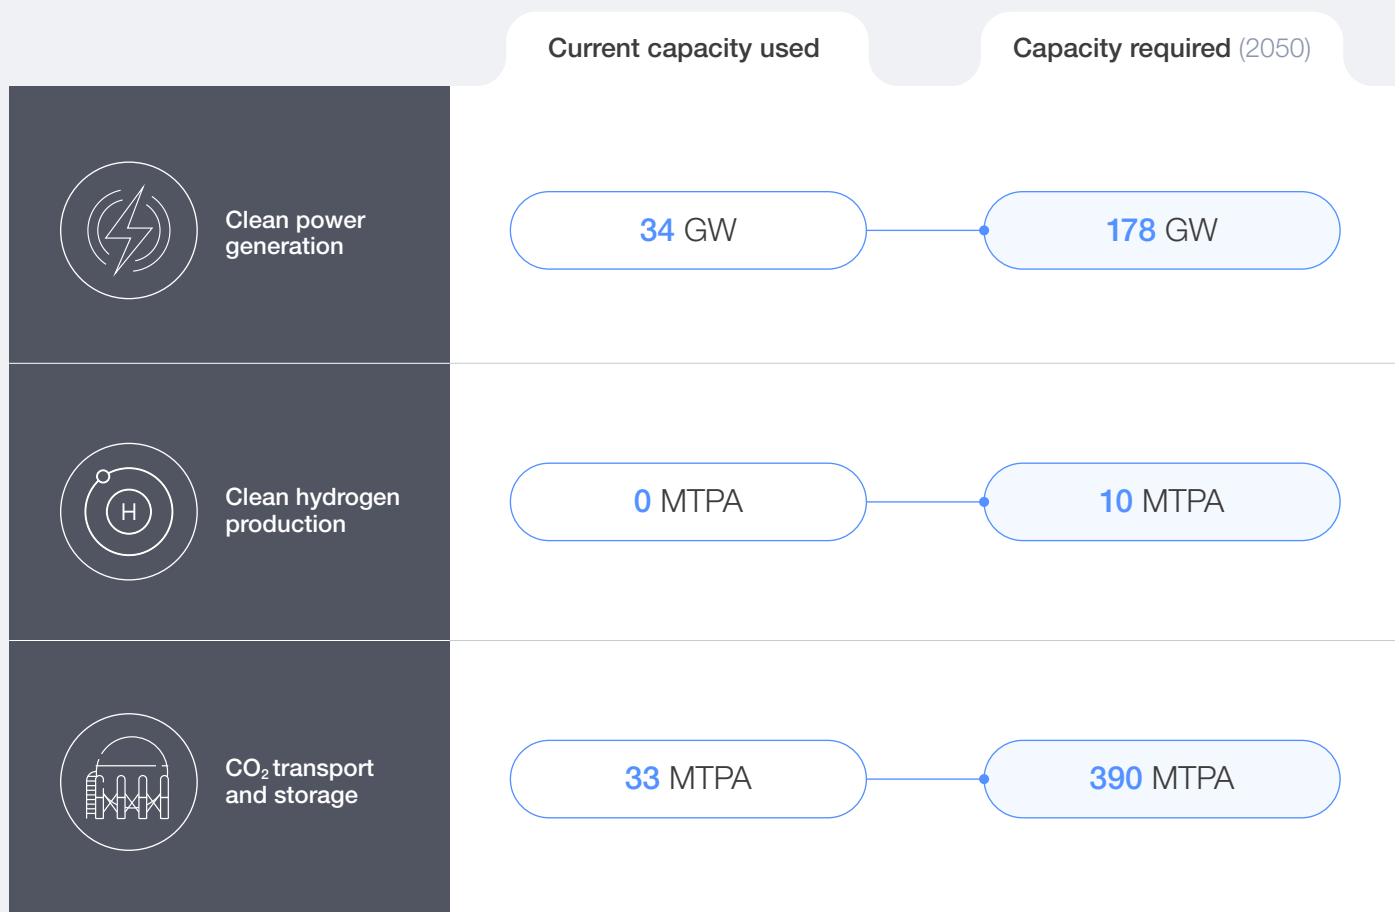 Current capacity used
Capacity required (2050)
Clean power
generation
34 GW
178 GW
H
Clean hydrogen
production
0 MTPA
10 MTPA
CO₂ transport
and storage
33 MTPA
390 MTPA